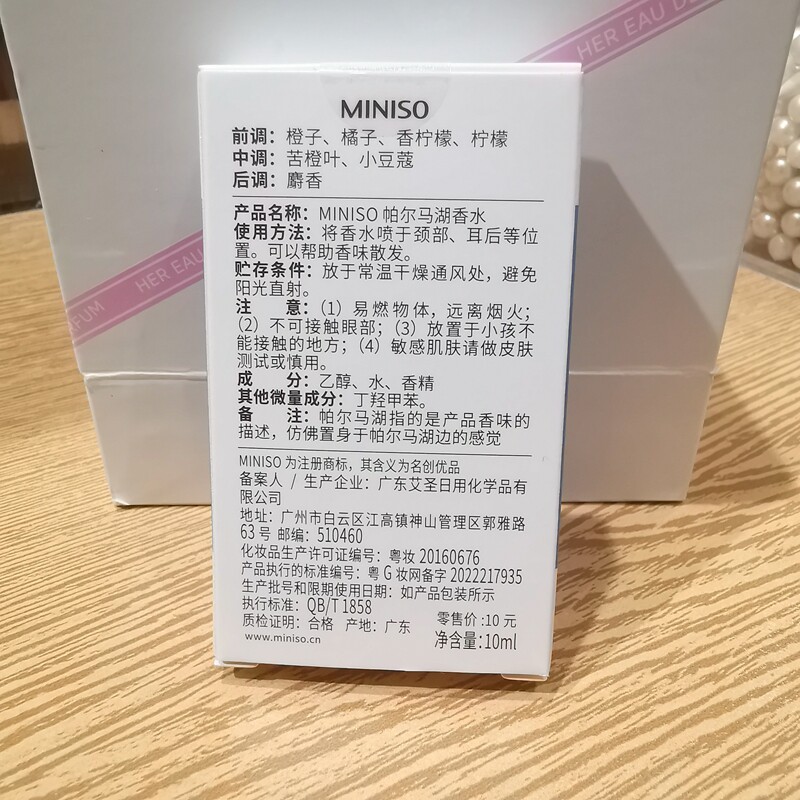 HER EAU DE
MINISO
前调：橙子、橘子、香柠檬、柠檬
中调：苦橙叶、小豆蔻
后调：麝香
产品名称：MINISO 帕尔马湖香水
使用方法：将香水喷于颈部、耳后等位
置。可以帮助香味散发。
贮存条件：放于常温干燥通风处，避免
阳光直射。
注 意：（1）易燃物体，远离烟火；
（2）不可接触眼部；（3）放置于小孩不
能接触的地方；（4）敏感肌肤请做皮肤
测试或慎用。
成 分：乙醇、水、香精
其他微量成分：丁羟甲苯。
备 注：帕尔马湖指的是产品香味的
描述，仿佛置身于帕尔马湖边的感觉
MINISO 为注册商标，其含义为名创优品
备案人 / 生产企业：广东艾圣日用化学品有
限公司
地址：广州市白云区江高镇神山管理区郭雅路
63 号 邮编：510460
化妆品生产许可证编号：粤妆 20160676
产品执行的标准编号：粤 G 妆网备字 2022217935
生产批号和限期使用日期：如产品包装所示
执行标准：QB/T 1858
质检证明：合格 产地：广东
零售价：10 元
www.miniso.cn
净含量：10ml
HER EAU
PARFUM